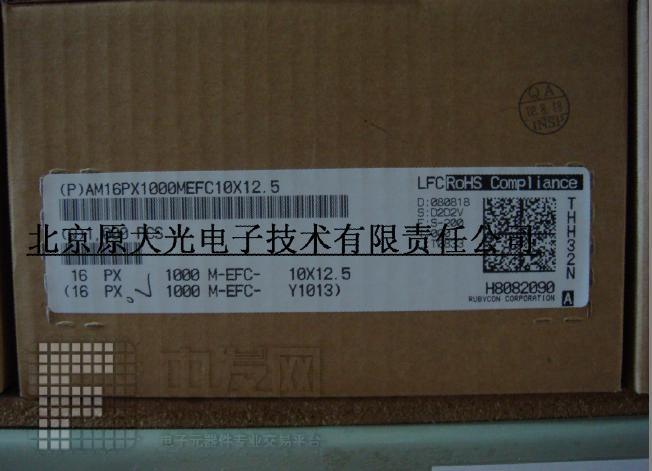 QA
INSP
(P)AM16PX1000MEFC10X12.5
LFC RoHS Compliance
D:080818
S:D2D2V
F:S-200
THH32N
北京原大光电子技术有限责任公司
16 PX 1000 M-EFC- 10X12.5
(16 PX 1000 M-EFC- Y1013)
H8082090
RUBYCON CORPORATION A
电子元器件专业交易平台